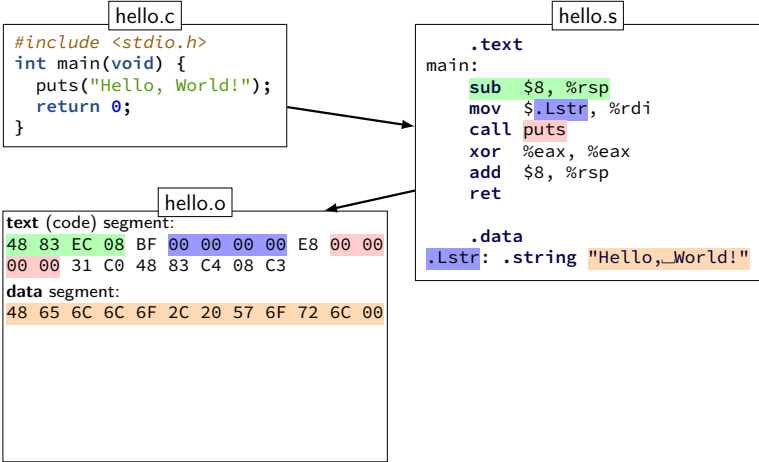 hello.c
#include <stdio.h>
int main(void) {
  puts("Hello, World!");
  return 0;
}
hello.s
    .text
main:
    sub  $8, %rsp
    mov  $.Lstr, %rdi
    call puts
    xor  %eax, %eax
    add  $8, %rsp
    ret
    .data
.Lstr: .string "Hello,␣World!"
hello.o
text (code) segment:
48 83 EC 08 BF 00 00 00 00 E8 00 00
00 00 31 C0 48 83 C4 08 C3
data segment:
48 65 6C 6C 6F 2C 20 57 6F 72 6C 00